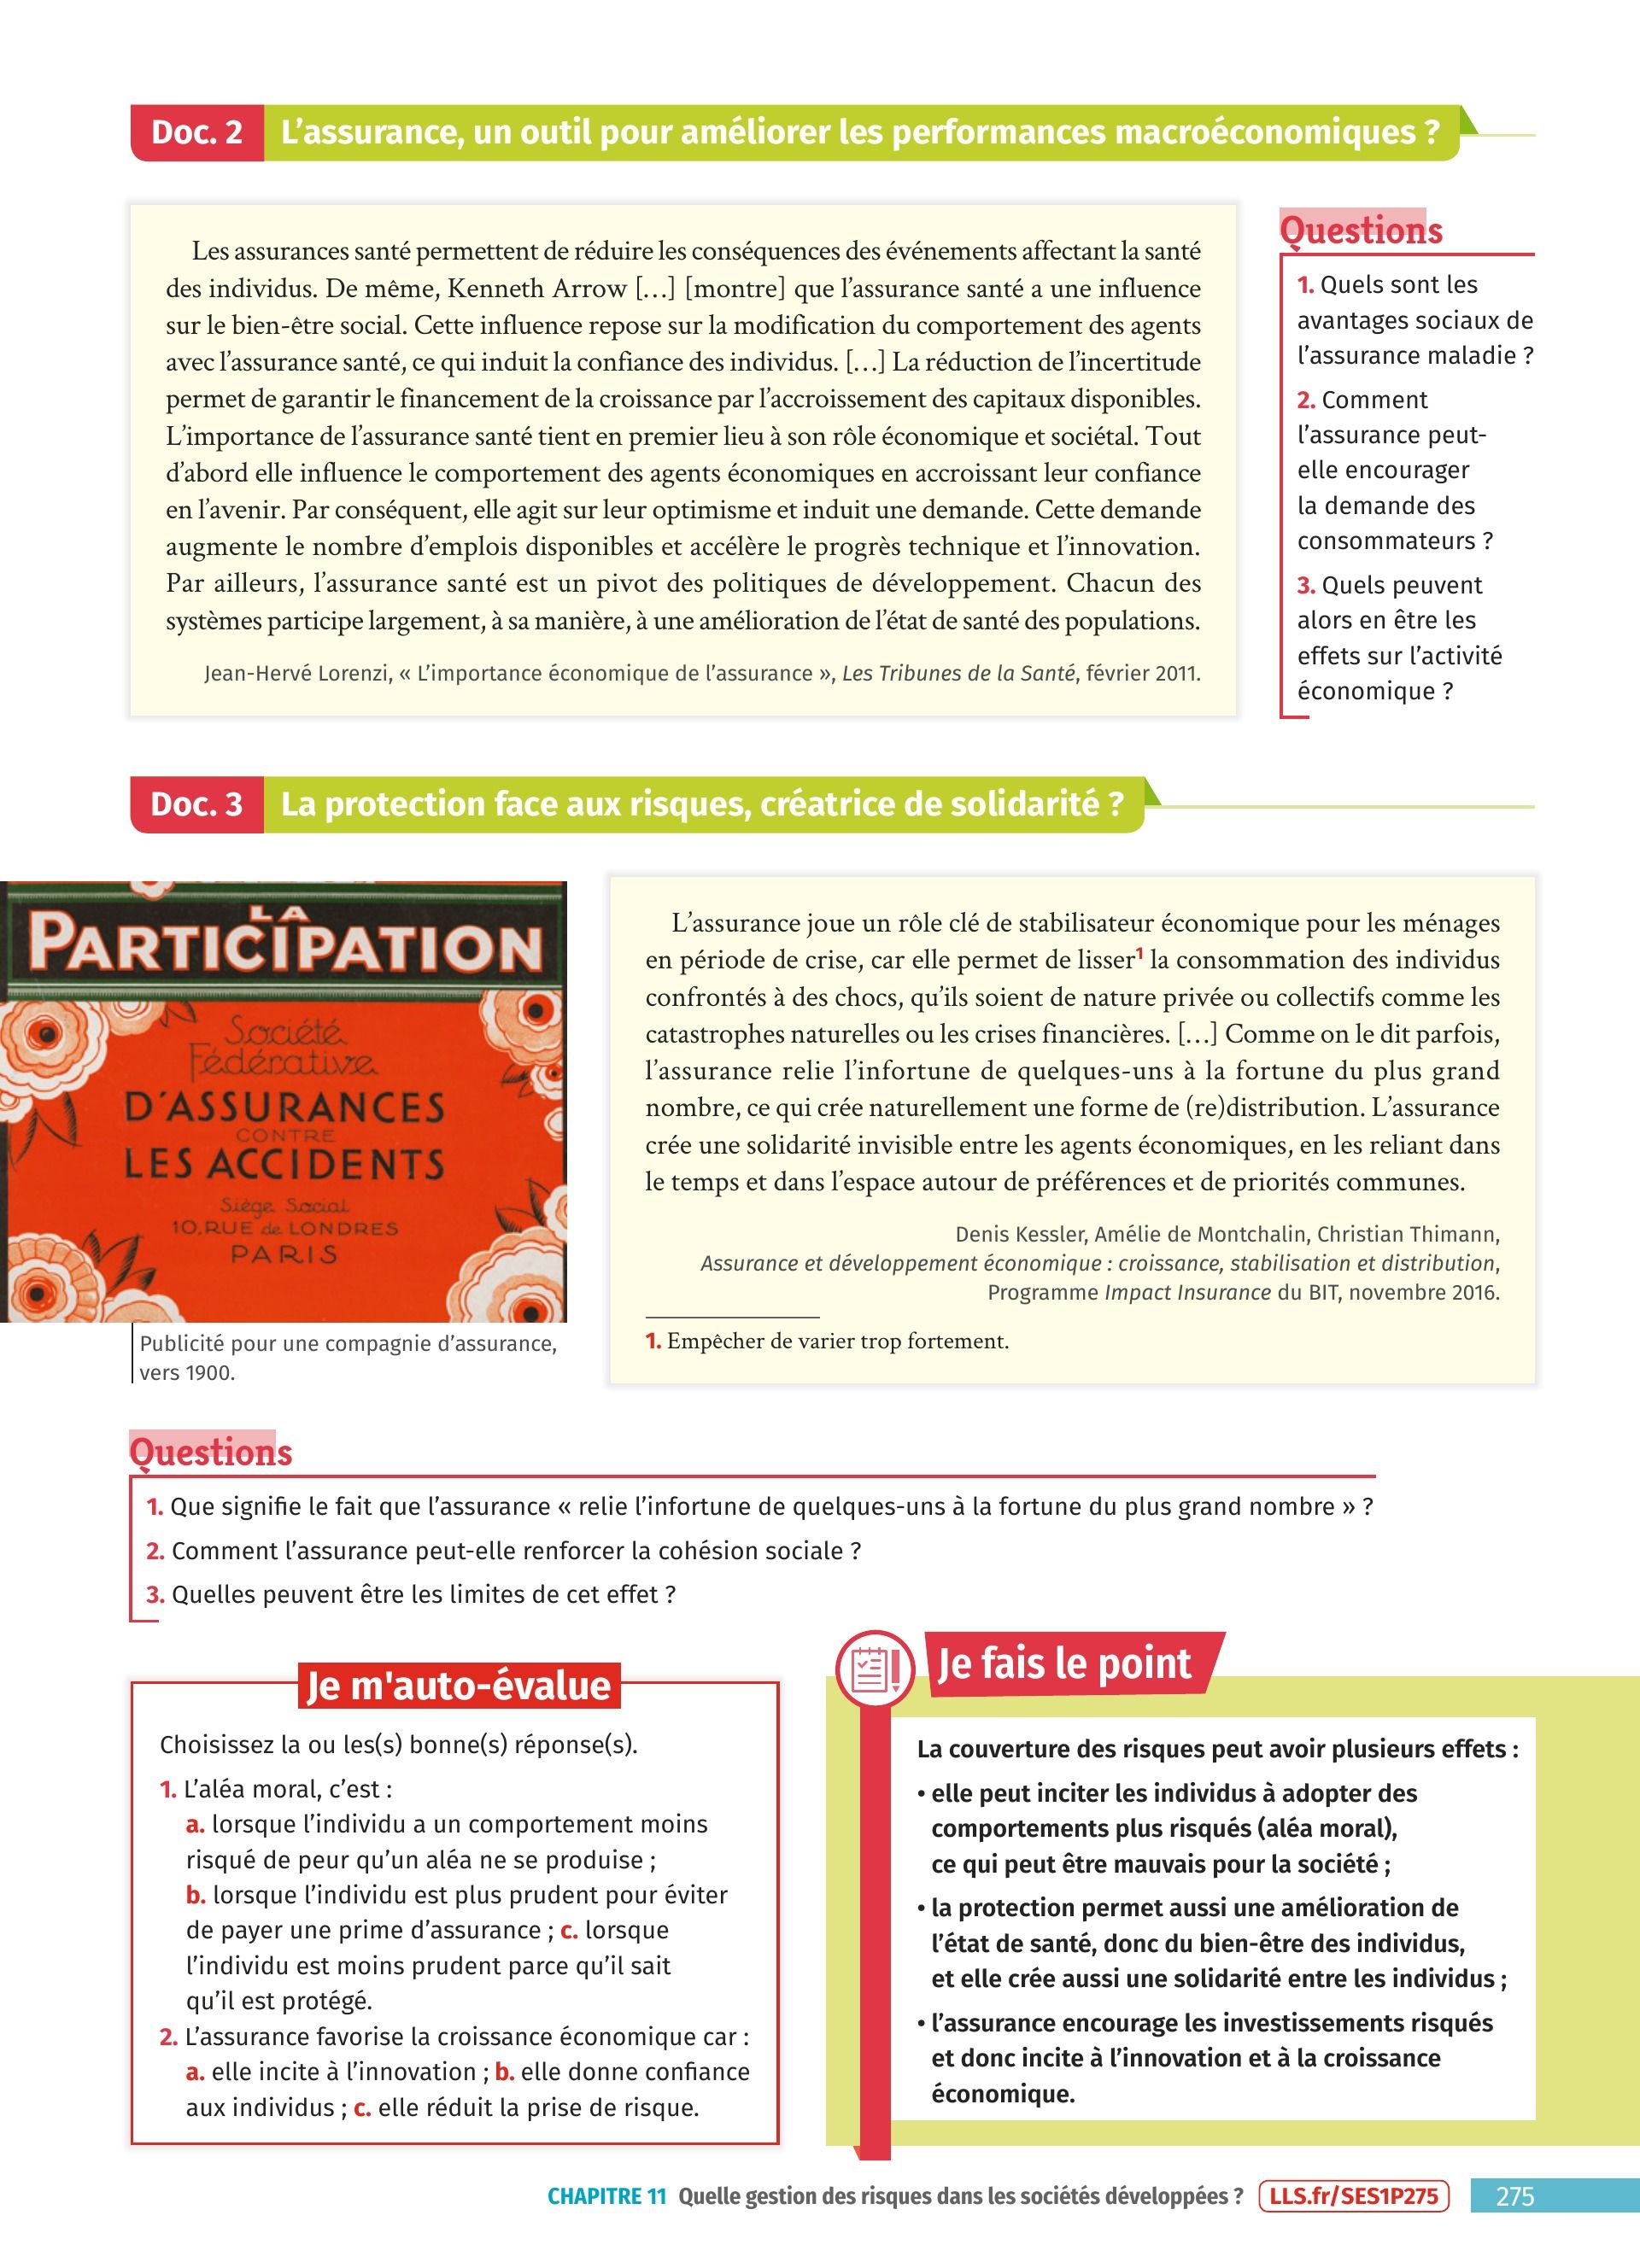 Doc. 2 L'assurance, un outil pour améliorer les performances macroéconomiques ?
Les assurances santé permettent de réduire les conséquences des événements affectant la santé
des individus. De même, Kenneth Arrow […] [montre] que l'assurance santé a une influence
sur le bien-être social. Cette influence repose sur la modification du comportement des agents
avec l'assurance santé, ce qui induit la confiance des individus. […] La réduction de l'incertitude
permet de garantir le financement de la croissance par l'accroissement des capitaux disponibles.
L'importance de l'assurance santé tient en premier lieu à son rôle économique et sociétal. Tout
d'abord elle influence le comportement des agents économiques en accroissant leur confiance
en l'avenir. Par conséquent, elle agit sur leur optimisme et induit une demande. Cette demande
augmente le nombre d'emplois disponibles et accélère le progrès technique et l'innovation.
Par ailleurs, l'assurance santé est un pivot des politiques de développement. Chacun des
systèmes participe largement, à sa manière, à une amélioration de l'état de santé des populations.
Jean-Hervé Lorenzi, « L'importance économique de l'assurance », Les Tribunes de la Santé, février 2011.
Questions
1. Quels sont les
avantages sociaux de
l'assurance maladie ?
2. Comment
l'assurance peut-
elle encourager
la demande des
consommateurs ?
3. Quels peuvent
alors en être les
effets sur l'activité
économique ?
Doc. 3 La protection face aux risques, créatrice de solidarité ?
LA
PARTICIPATION
Société
Fédérative
D'ASSURANCES
CONTRE
LES ACCIDENTS
Siége Social
10, RUE de LONDRES
PARIS
Publicité pour une compagnie d'assurance,
vers 1900.
L'assurance joue un rôle clé de stabilisateur économique pour les ménages
en période de crise, car elle permet de lisser1 la consommation des individus
confrontés à des chocs, qu'ils soient de nature privée ou collectifs comme les
catastrophes naturelles ou les crises financières. […] Comme on le dit parfois,
l'assurance relie l'infortune de quelques-uns à la fortune du plus grand
nombre, ce qui crée naturellement une forme de (re)distribution. L'assurance
crée une solidarité invisible entre les agents économiques, en les reliant dans
le temps et dans l'espace autour de préférences et de priorités communes.
Denis Kessler, Amélie de Montchalin, Christian Thimann,
Assurance et développement économique : croissance, stabilisation et distribution,
Programme Impact Insurance du BIT, novembre 2016.
1. Empêcher de varier trop fortement.
Questions
1. Que signifie le fait que l'assurance « relie l'infortune de quelques-uns à la fortune du plus grand nombre » ?
2. Comment l'assurance peut-elle renforcer la cohésion sociale ?
3. Quelles peuvent être les limites de cet effet ?
Je m'auto-évalue
Choisissez la ou les(s) bonne(s) réponse(s).
1. L'aléa moral, c'est :
a. lorsque l'individu a un comportement moins
risqué de peur qu'un aléa ne se produise ;
b. lorsque l'individu est plus prudent pour éviter
de payer une prime d'assurance ; c. lorsque
l'individu est moins prudent parce qu'il sait
qu'il est protégé.
2. L'assurance favorise la croissance économique car :
a. elle incite à l'innovation ; b. elle donne confiance
aux individus ; c. elle réduit la prise de risque.
Je fais le point
La couverture des risques peut avoir plusieurs effets :
• elle peut inciter les individus à adopter des
comportements plus risqués (aléa moral),
ce qui peut être mauvais pour la société ;
• la protection permet aussi une amélioration de
l'état de santé, donc du bien-être des individus,
et elle crée aussi une solidarité entre les individus ;
• l'assurance encourage les investissements risqués
et donc incite à l'innovation et à la croissance
économique.
CHAPITRE 11 Quelle gestion des risques dans les sociétés développées ? LLS.fr/SES1P275 275